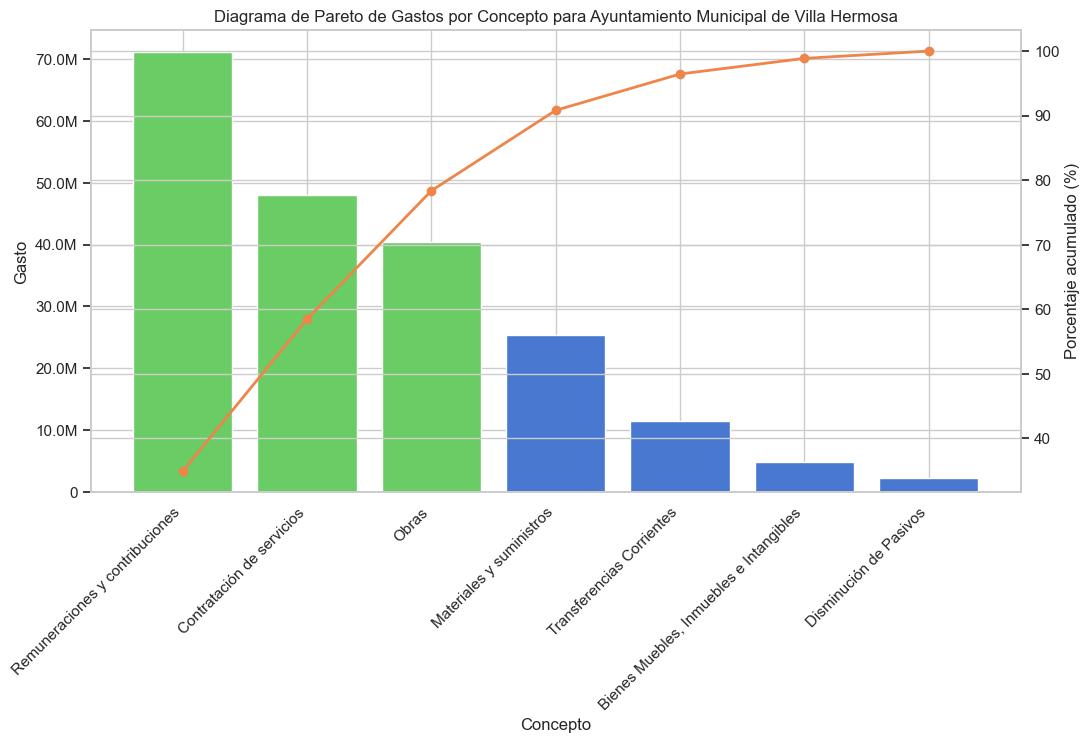 Diagrama de Pareto de Gastos por Concepto para Ayuntamiento Municipal de Villa Hermosa
Gasto
70.0M
60.0M
50.0M
40.0M
30.0M
20.0M
10.0M
0
100
90
80
70
60
50
40
Porcentaje acumulado (%)
Remuneraciones y contribuciones
Contratación de servicios
Obras
Materiales y suministros
Transferencias Corrientes
Bienes Muebles, Inmuebles e Intangibles
Disminución de Pasivos
Concepto